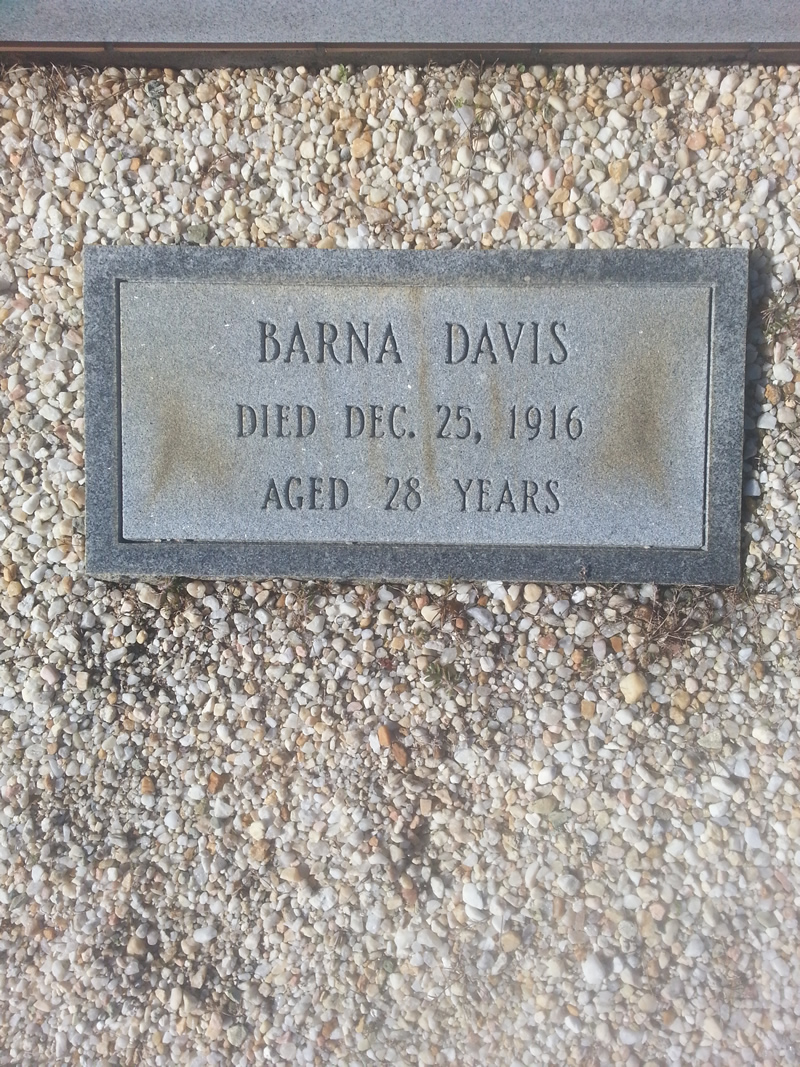 BARNA DAVIS
DIED DEC. 25, 1916
AGED 28 YEARS